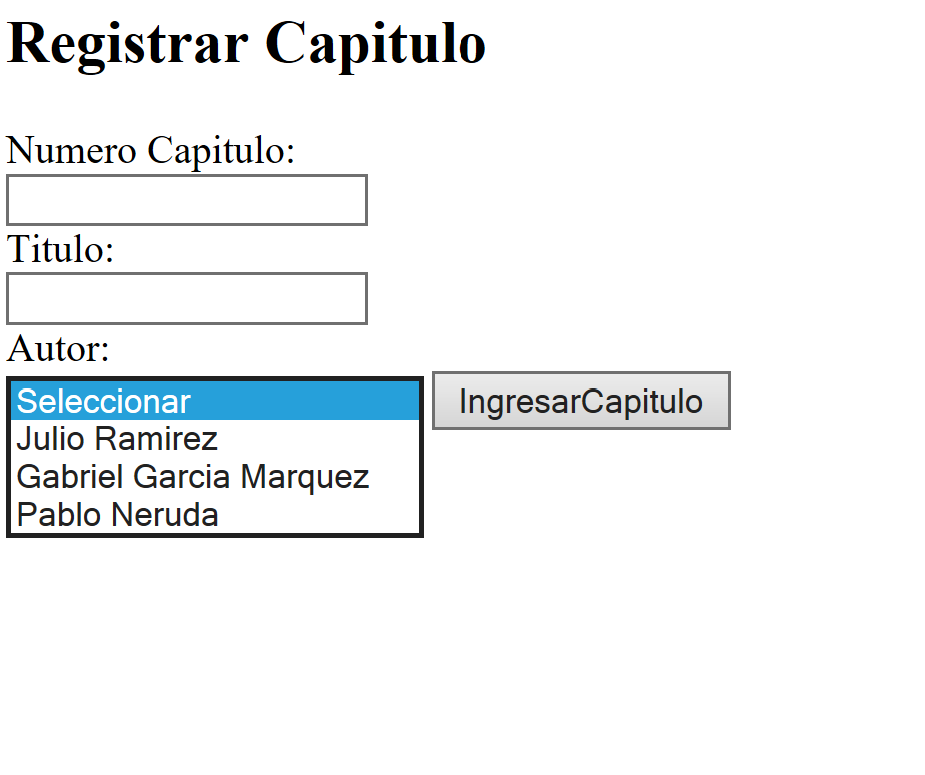 Registrar Capitulo
Numero Capitulo:
Titulo:
Autor:
Seleccionar IngresarCapitulo
Julio Ramirez
Gabriel Garcia Marquez
Pablo Neruda